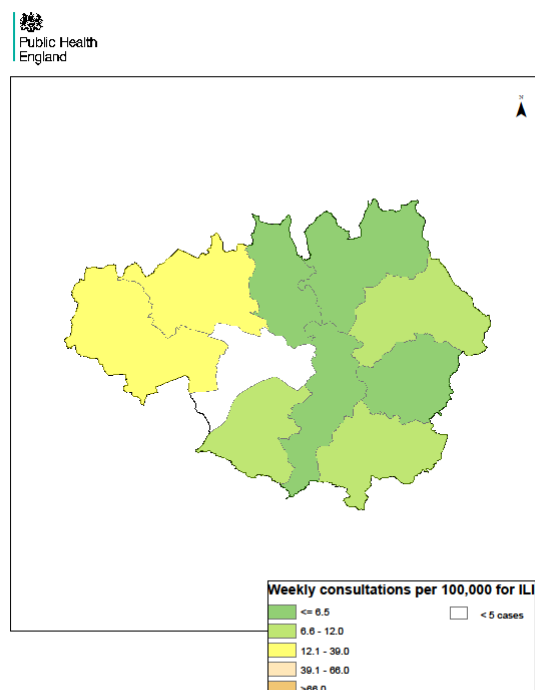 Public Health
England
N
Weekly consultations per 100,000 for ILI
<= 6.5
< 5 cases
6.6 - 12.0
12.1 - 39.0
39.1 - 66.0
>66.0